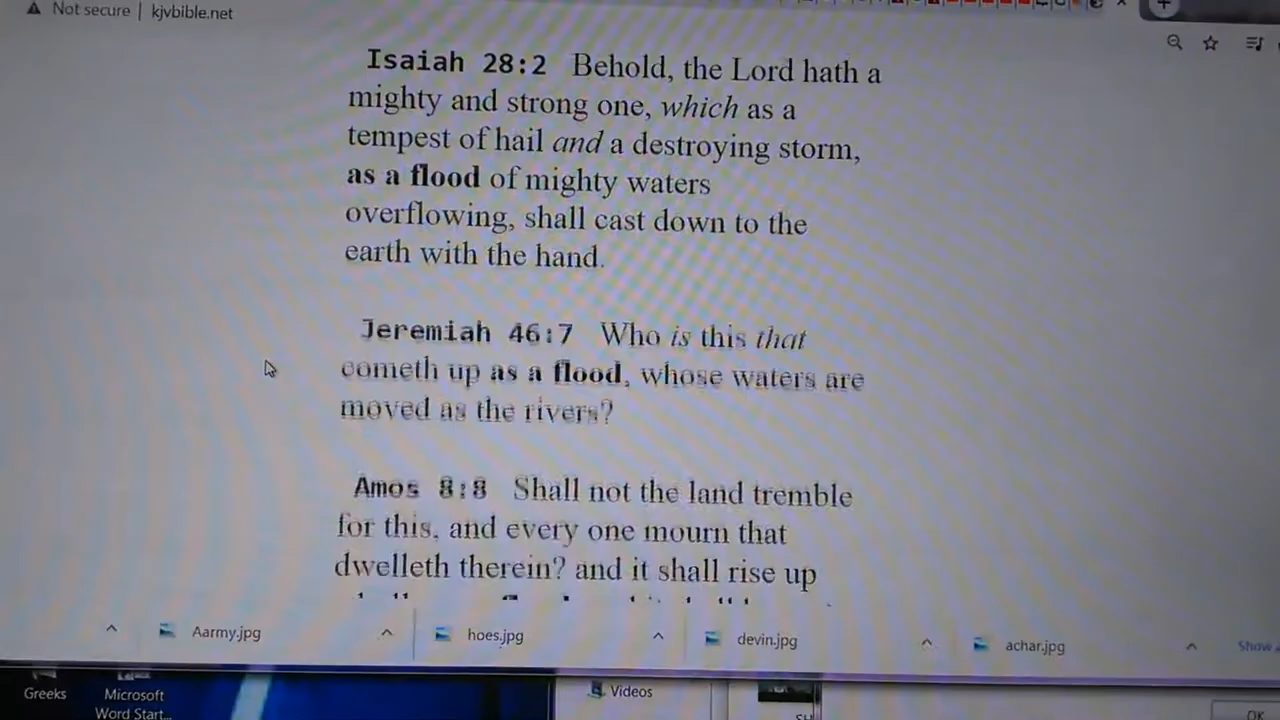 Not secure | kjvbible.net
Isaiah 28:2 Behold, the Lord hath a
mighty and strong one, which as a
tempest of hail and a destroying storm,
as a flood of mighty waters
overflowing, shall cast down to the
earth with the hand.
Jeremiah 46:7 Who is this that
cometh up as a flood, whose waters are
moved as the rivers?
Amos 8:8 Shall not the land tremble
for this, and every one mourn that
dwelleth therein? and it shall rise up
Aarmy.jpg
hoes.jpg
devin.jpg
achar.jpg
Show
Greeks
Microsoft
Word Start...
Videos
OK